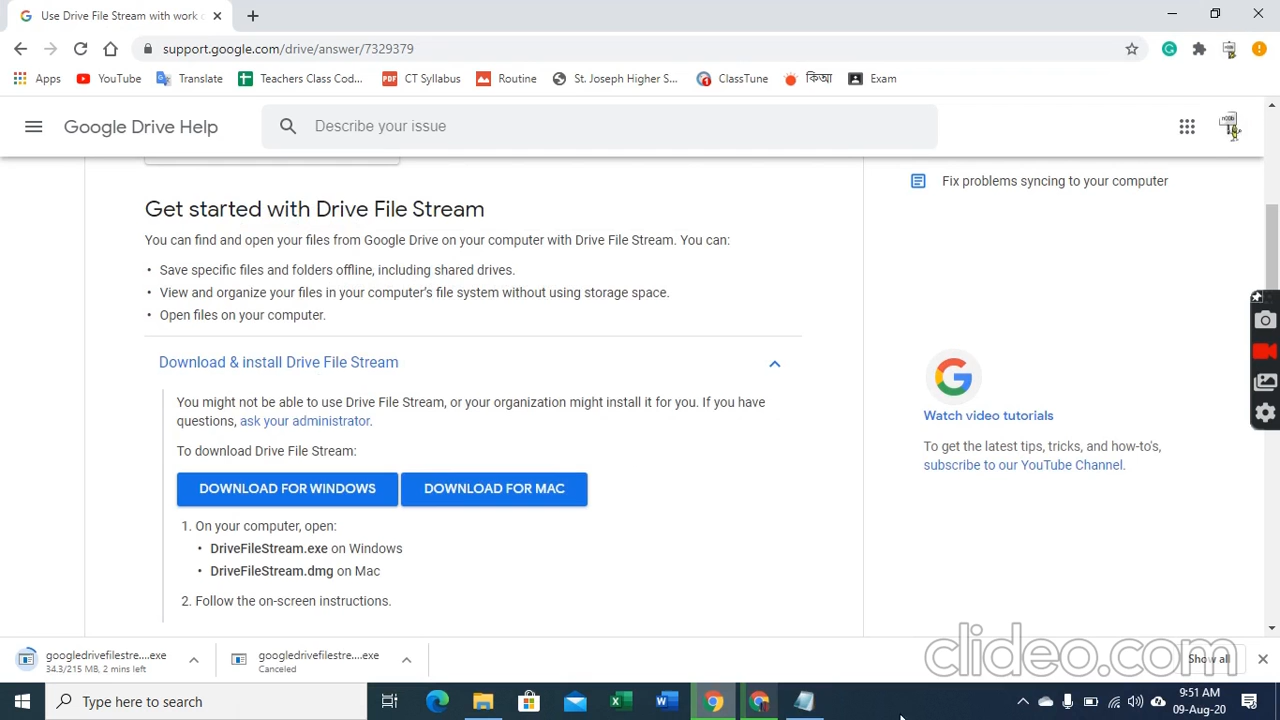 Use Drive File Stream with work
support.google.com/drive/answer/7329379
Apps
YouTube
Translate
Teachers Class Cod...
CT Syllabus
Routine
St. Joseph Higher S...
ClassTune
কিআ
Exam
Google Drive Help
Describe your issue
Fix problems syncing to your computer
Get started with Drive File Stream
You can find and open your files from Google Drive on your computer with Drive File Stream. You can:
• Save specific files and folders offline, including shared drives.
• View and organize your files in your computer's file system without using storage space.
• Open files on your computer.
Download & install Drive File Stream
You might not be able to use Drive File Stream, or your organization might install it for you. If you have
questions, ask your administrator.
To download Drive File Stream:
DOWNLOAD FOR WINDOWS
DOWNLOAD FOR MAC
1. On your computer, open:
• DriveFileStream.exe on Windows
• DriveFileStream.dmg on Mac
2. Follow the on-screen instructions.
Watch video tutorials
To get the latest tips, tricks, and how-to's,
subscribe to our YouTube Channel.
googledrivefilestre....exe
34.3/215 MB, 2 mins left
googledrivefilestre....exe
Canceled
clideo.com
Show all
Type here to search
9:51 AM
09-Aug-20